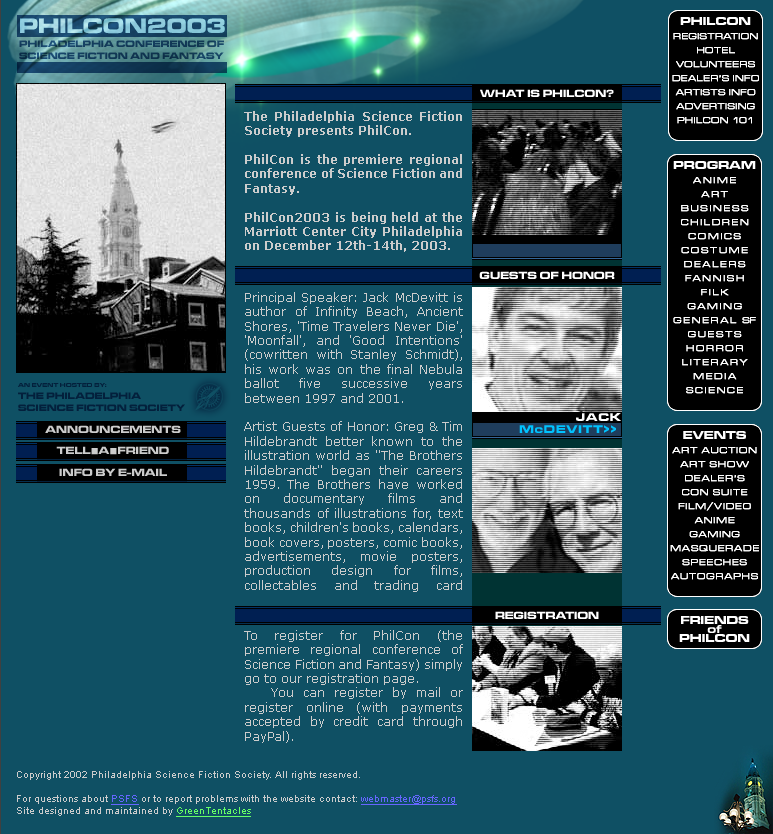 PHILCON2003
PHILADELPHIA CONFERENCE OF
SCIENCE FICTION AND FANTASY
AN EVENT HOSTED BY:
THE PHILADELPHIA
SCIENCE FICTION SOCIETY
ANNOUNCEMENTS
TELL■A■FRIEND
INFO BY E-MAIL
WHAT IS PHILCON?
The Philadelphia Science Fiction
Society presents PhilCon.
PhilCon is the premiere regional
conference of Science Fiction and
Fantasy.
PhilCon2003 is being held at the
Marriott Center City Philadelphia
on December 12th-14th, 2003.
GUESTS OF HONOR
Principal Speaker: Jack McDevitt is
author of Infinity Beach, Ancient
Shores, 'Time Travelers Never Die',
'Moonfall', and 'Good Intentions'
(cowritten with Stanley Schmidt),
his work was on the final Nebula
ballot five successive years
between 1997 and 2001.
JACK
McDEVITT>>
Artist Guests of Honor: Greg & Tim
Hildebrandt better known to the
illustration world as "The Brothers
Hildebrandt" began their careers
1959. The Brothers have worked
on documentary films and
thousands of illustrations for, text
books, children's books, calendars,
book covers, posters, comic books,
advertisements, movie posters,
production design for films,
collectables and trading card
REGISTRATION
To register for PhilCon (the
premiere regional conference of
Science Fiction and Fantasy) simply
go to our registration page.
You can register by mail or
register online (with payments
accepted by credit card through
PayPal).
PHILCON
REGISTRATION
HOTEL
VOLUNTEERS
DEALER'S INFO
ARTISTS INFO
ADVERTISING
PHILCON 101
PROGRAM
ANIME
ART
BUSINESS
CHILDREN
COMICS
COSTUME
DEALERS
FANNISH
FILK
GAMING
GENERAL SF
GUESTS
HORROR
LITERARY
MEDIA
SCIENCE
EVENTS
ART AUCTION
ART SHOW
DEALER'S
CON SUITE
FILM/VIDEO
ANIME
GAMING
MASQUERADE
SPEECHES
AUTOGRAPHS
FRIENDS
of
PHILCON
Copyright 2002 Philadelphia Science Fiction Society. All rights reserved.
For questions about PSFS or to report problems with the website contact: webmaster@psfs.org
Site designed and maintained by GreenTentacles